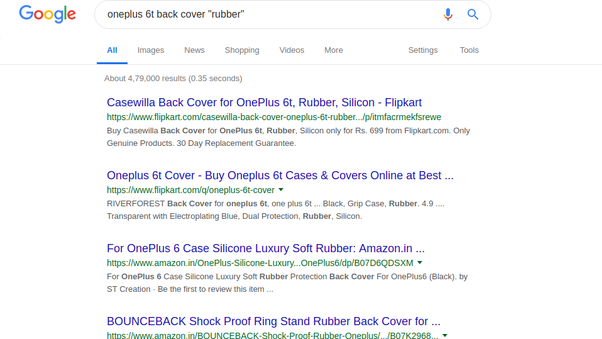 Google
oneplus 6t back cover "rubber"
All Images News Shopping Videos More Settings Tools
About 4,79,000 results (0.35 seconds)
Casewilla Back Cover for OnePlus 6t, Rubber, Silicon - Flipkart
https://www.flipkart.com/casewilla-back-cover-oneplus-6t-rubber.../p/itmfacrmekfsrewe
Buy Casewilla Back Cover for OnePlus 6t, Rubber, Silicon only for Rs. 699 from Flipkart.com. Only
Genuine Products. 30 Day Replacement Guarantee.
Oneplus 6t Cover - Buy Oneplus 6t Cases & Covers Online at Best ...
https://www.flipkart.com/q/oneplus-6t-cover
RIVERFOREST Back Cover for oneplus 6t, one plus 6t ... Black, Grip Case, Rubber. 4.9 ....
Transparent with Electroplating Blue, Dual Protection, Rubber, Silicon.
For OnePlus 6 Case Silicone Luxury Soft Rubber: Amazon.in ...
https://www.amazon.in/OnePlus-Silicone-Luxury...OnePlus6/dp/B07D6QDSXM
For OnePlus 6 Case Silicone Luxury Soft Rubber Protection Back Cover For OnePlus6 (Black). by
ST Creation · Be the first to review this item ...
BOUNCEBACK Shock Proof Ring Stand Rubber Back Cover for ...
https://www.amazon.in/BOUNCEBACK-Shock-Proof-Rubber-Oneplus/.../B07K2968...